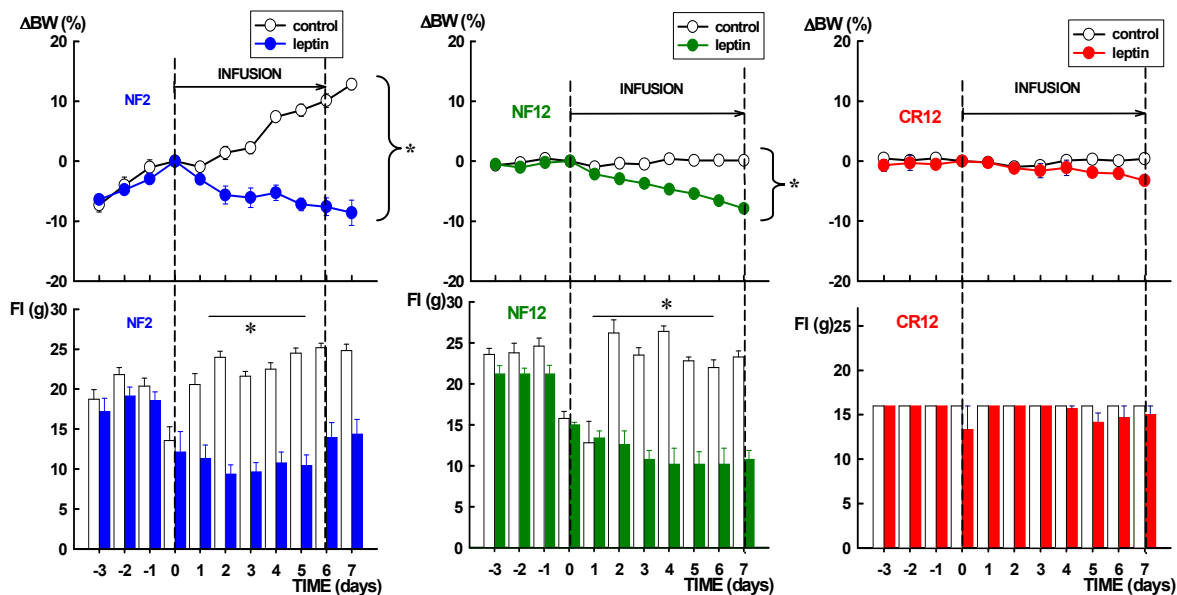 ΔBW (%)
control
leptin
INFUSION
NF2
20
10
0
-10
-20
*
ΔBW (%)
control
leptin
INFUSION
NF12
20
10
0
-10
-20
*
ΔBW (%)
control
leptin
INFUSION
CR12
20
10
0
-10
-20
FI (g)
NF2
*
30
25
20
15
10
5
0
-3 -2 -1 0 1 2 3 4 5 6 7
TIME (days)
FI (g)
NF12
*
30
25
20
15
10
5
0
-3 -2 -1 0 1 2 3 4 5 6 7
TIME (days)
FI (g)
CR12
25
20
15
10
5
0
-3 -2 -1 0 1 2 3 4 5 6 7
TIME (days)